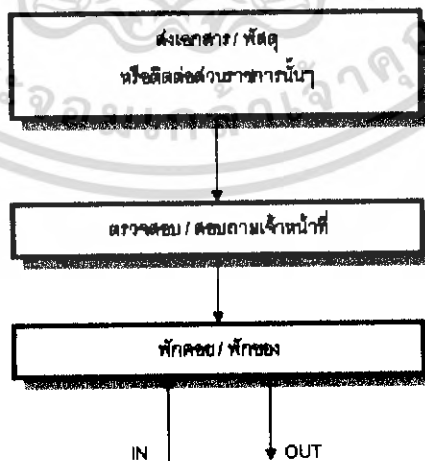 ส่งเอกสาร / พัสดุ
หรือติดต่อส่วนราชการนั้นๆ
ตรวจสอบ / สอบถามเจ้าหน้าที่
พักคอย / พักของ
IN
OUT